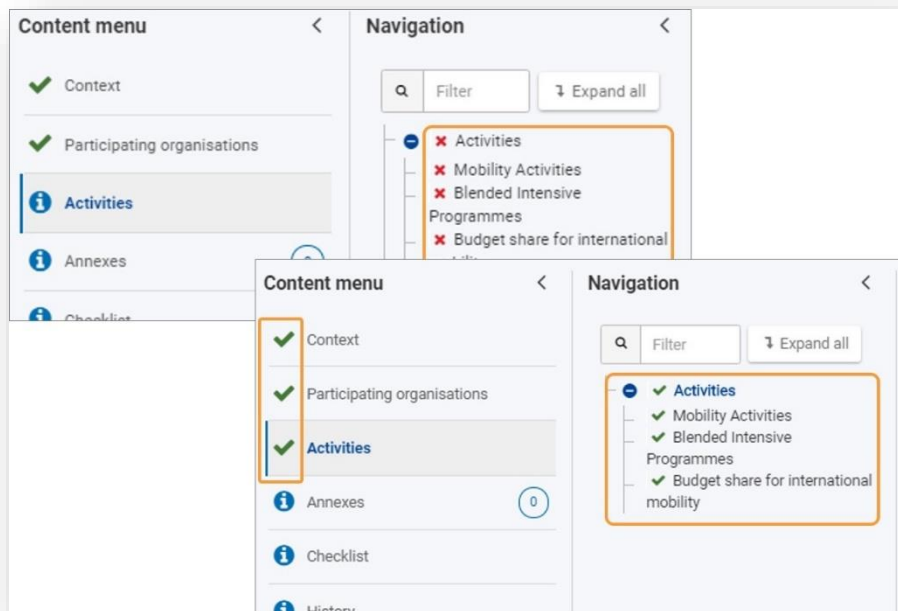 Content menu
Navigation
Context
Filter
Expand all
Participating organisations
Activities
Activities
Mobility Activities
Blended Intensive
Programmes
Budget share for international
Annexes
Checklist
Content menu
Navigation
Context
Filter
Expand all
Participating organisations
Activities
Activities
Mobility Activities
Blended Intensive
Programmes
Budget share for international
mobility
Annexes
0
Checklist
History